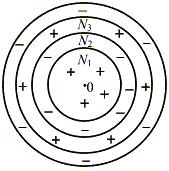 −
N₃
+ N₂ +
− −
− N₁ −
+ +
+ ·0 − +
+
+
− −
− − −
+ +
−